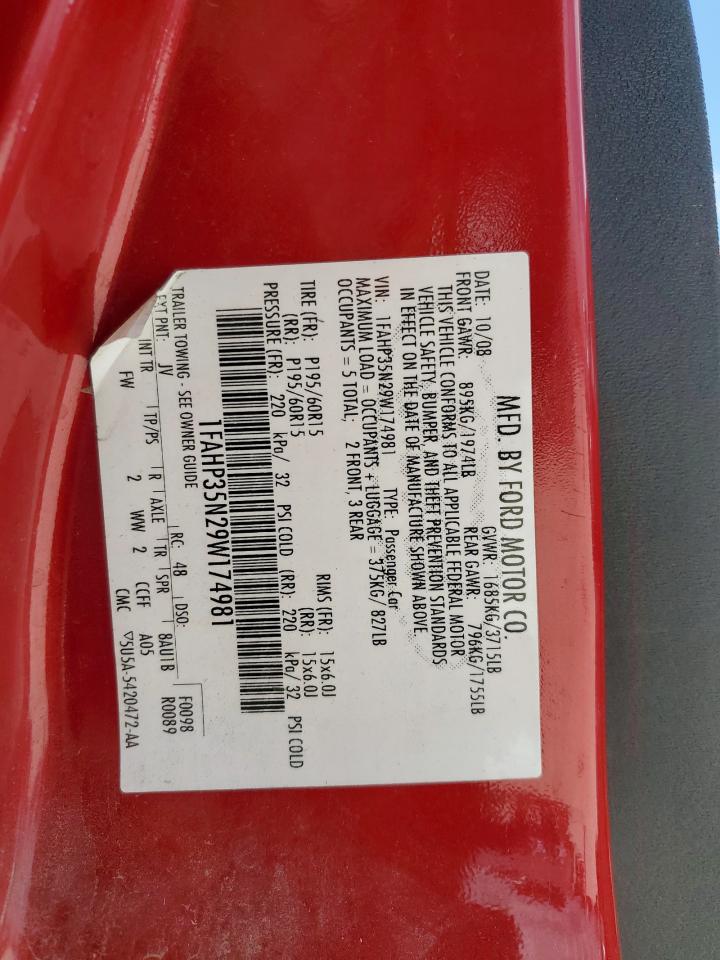 MFD. BY FORD MOTOR CO.
DATE: 10/08 GVWR: 1685KG/3715LB
FRONT GAWR: 895KG/1974LB REAR GAWR: 796KG/1755LB
THIS VEHICLE CONFORMS TO ALL APPLICABLE FEDERAL MOTOR
VEHICLE SAFETY, BUMPER, AND THEFT PREVENTION STANDARDS
IN EFFECT ON THE DATE OF MANUFACTURE SHOWN ABOVE.
VIN: 1FAHP35N29W174981 TYPE: Passenger Car
MAXIMUM LOAD = OCCUPANTS + LUGGAGE = 375KG/827LB
OCCUPANTS = 5 TOTAL; 2 FRONT, 3 REAR
TIRE (FR): P195/60R15 RIMS (FR): 15x6.0J
(RR): P195/60R15 (RR): 15x6.0J
PRESSURE (FR): 220 kPa/ 32 PSI COLD (RR): 220 kPa/ 32 PSI COLD
1FAHP35N29W174981
TRAILER TOWING - SEE OWNER GUIDE
EXT PNT: JV RC: 48 DSO: F0098
INT TR TP/PS R AXLE TR SPR 8AU1B R0089
FW 2 WW 2 CCFF A05
CMC 5U5A-5420472-AA